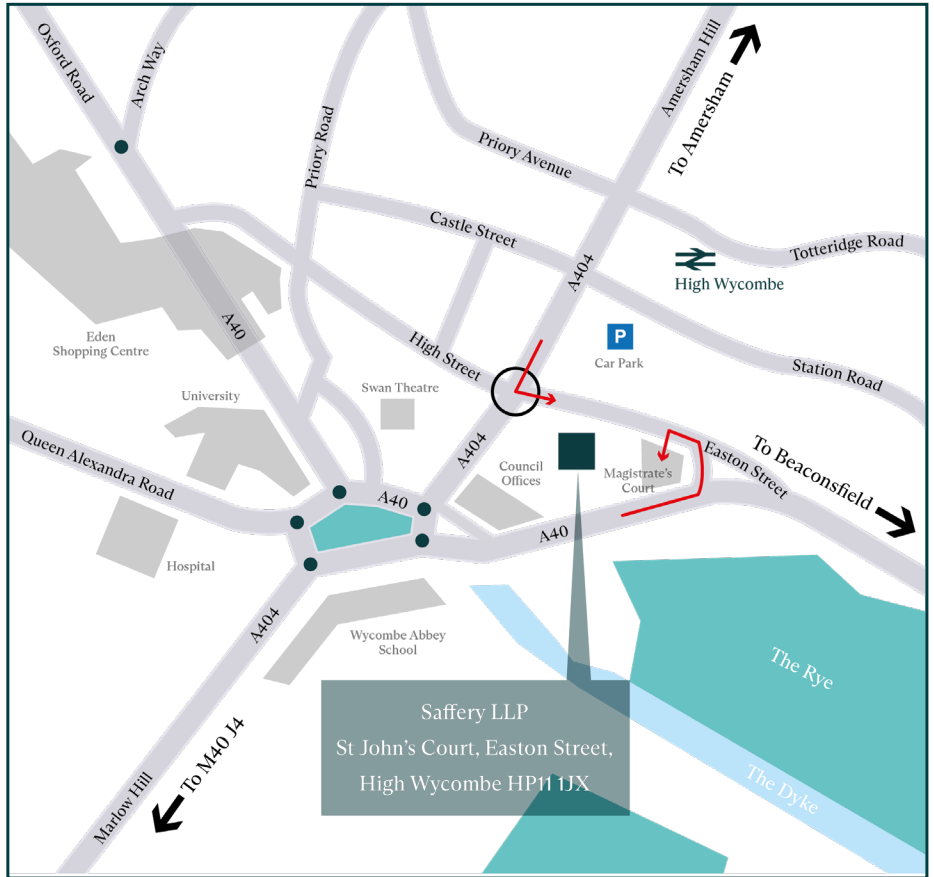 Oxford Road
Arch Way
Priory Road
Amersham Hill
To Amersham
Priory Avenue
Castle Street
Totteridge Road
A404
High Wycombe
A40
Eden
Shopping Centre
High Street
P
Car Park
Station Road
Swan Theatre
University
A404
Queen Alexandra Road
Council
Offices
Magistrate's
Court
Easton Street
To Beaconsfield
A40
A40
Hospital
A404
Wycombe Abbey
School
The Rye
Saffery LLP
St John's Court, Easton Street,
High Wycombe HP11 1JX
To M40 J4
Marlow Hill
The Dyke